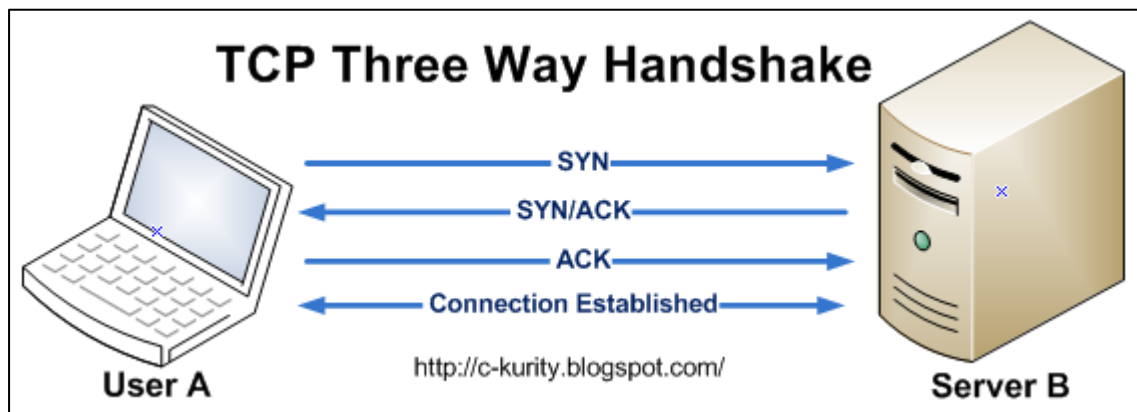 TCP Three Way Handshake
SYN
SYN/ACK
ACK
Connection Established
http://c-kurity.blogspot.com/
User A
Server B